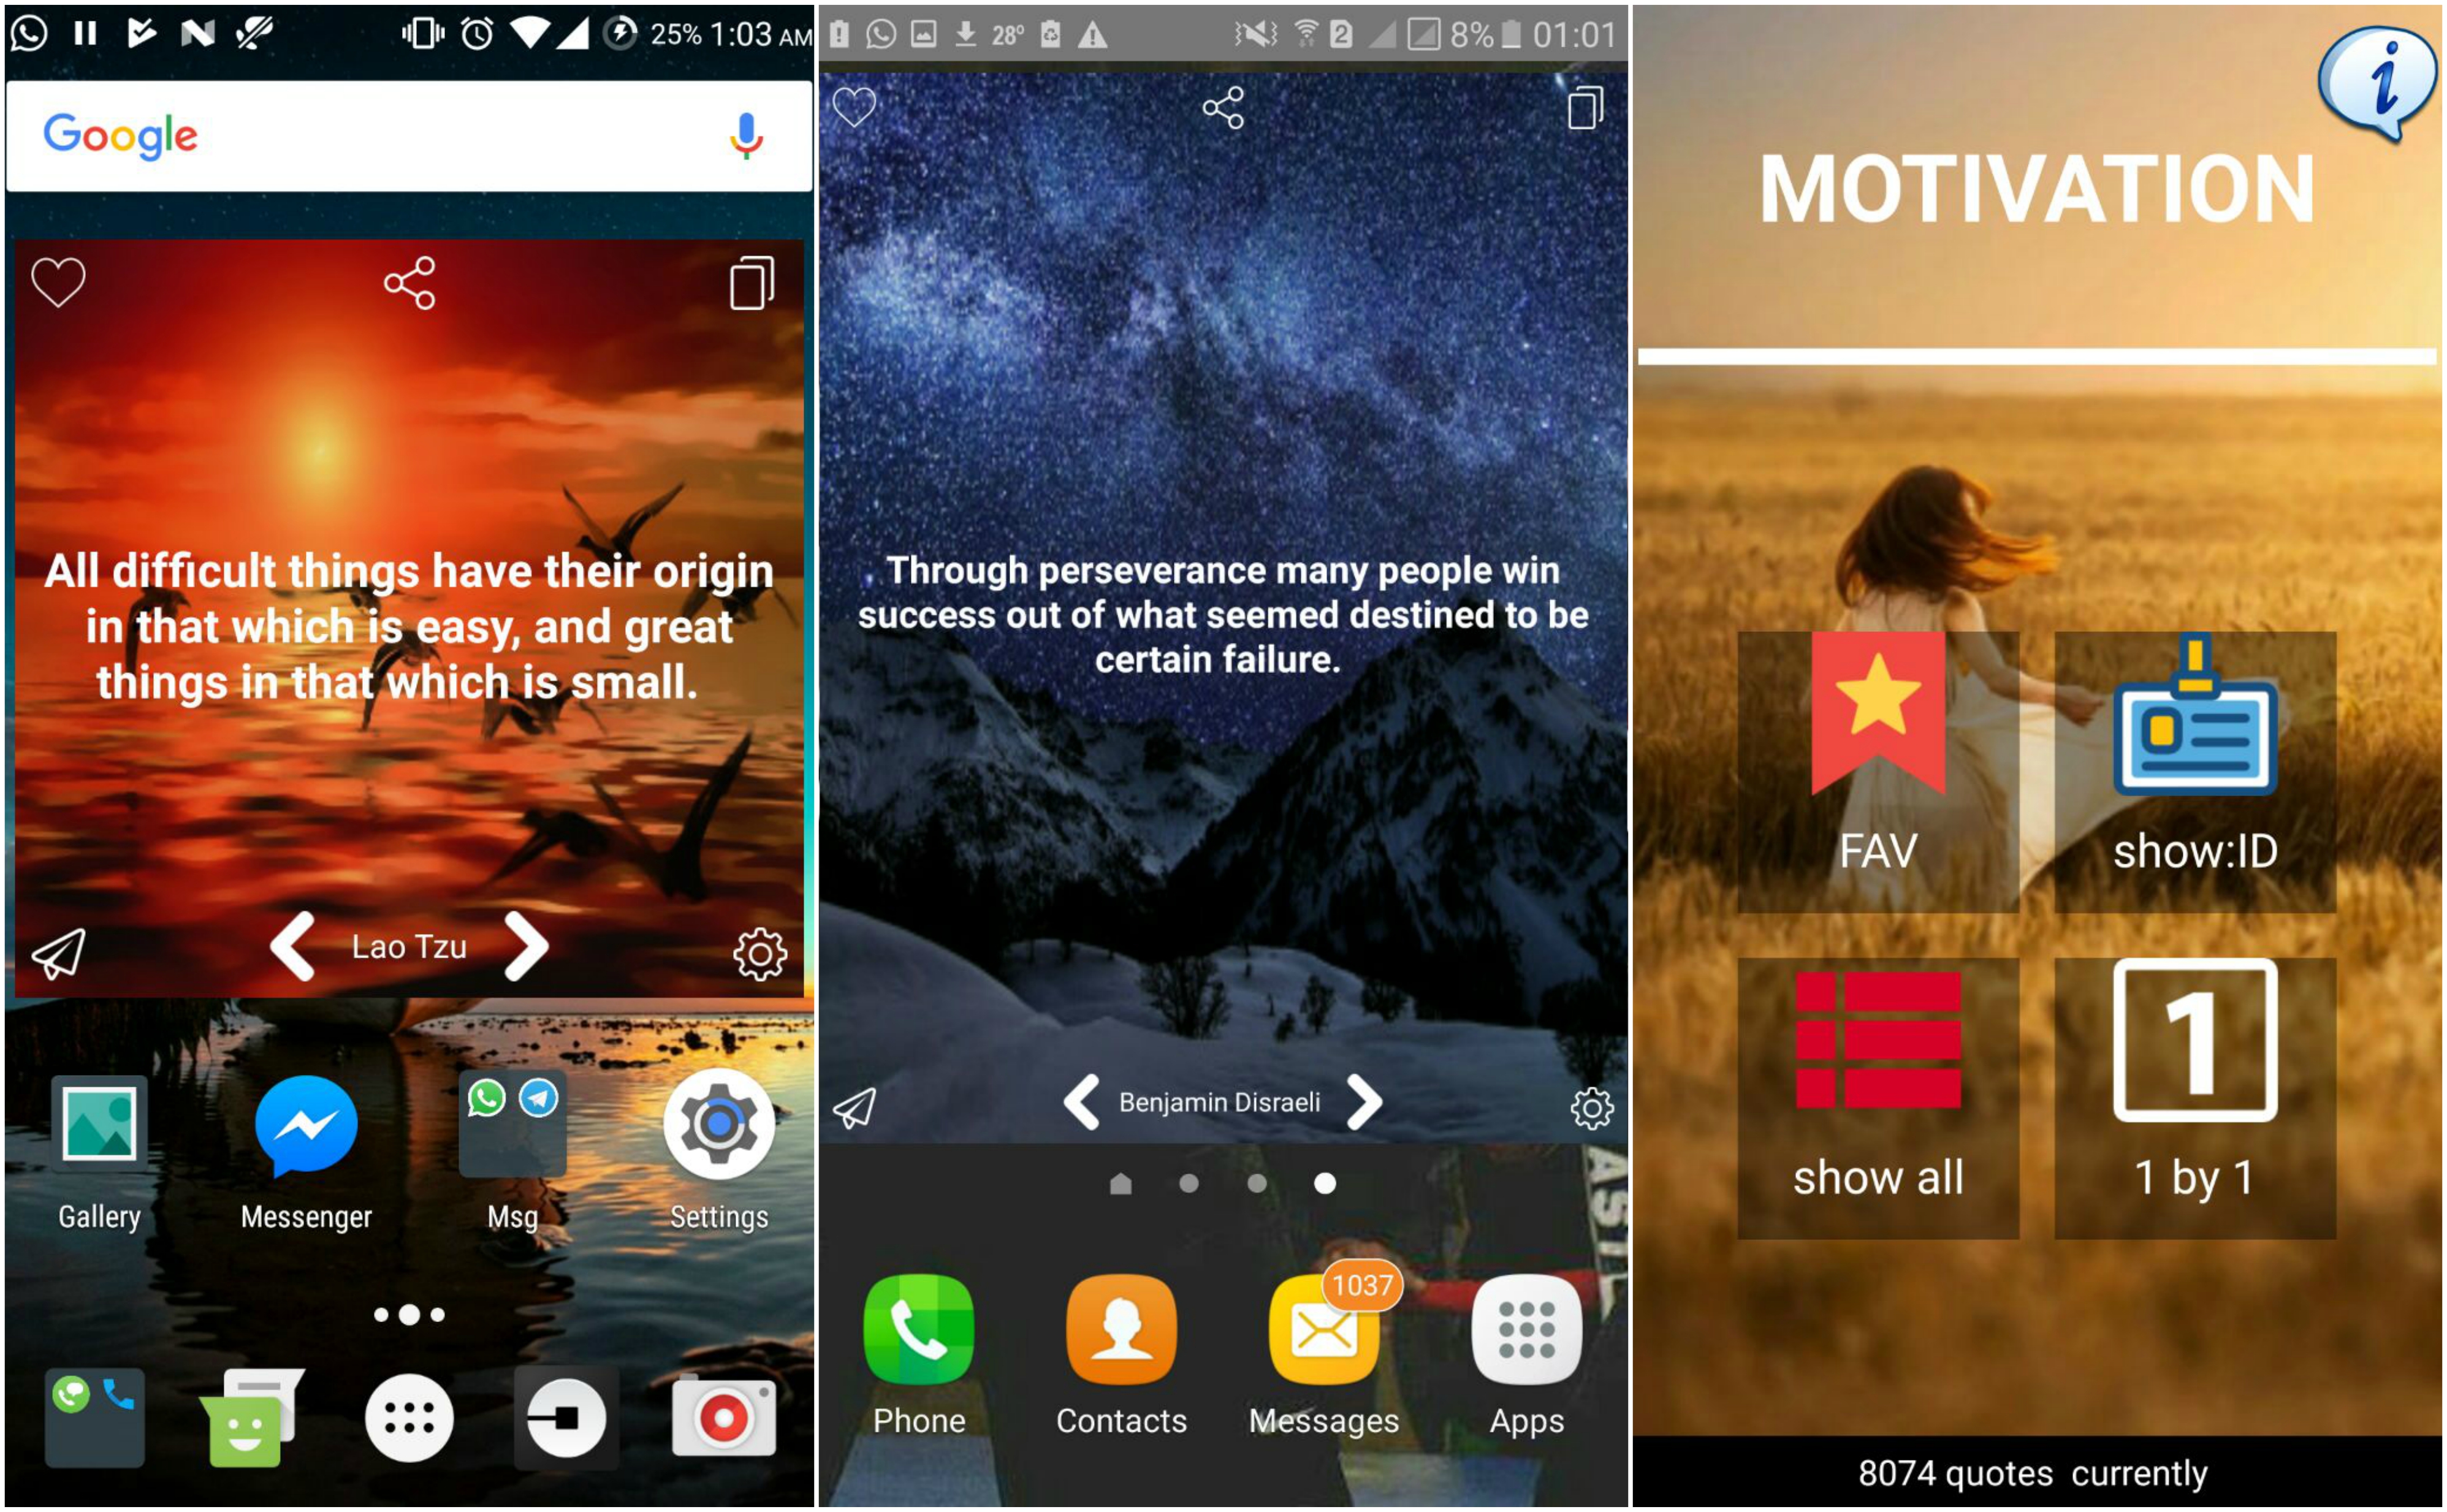 25% 1:03 AM
Google
All difficult things have their origin
in that which is easy, and great
things in that which is small.
Lao Tzu
Gallery
Messenger
Msg
Settings
28° 2 8% 01:01
Through perseverance many people win
success out of what seemed destined to be
certain failure.
Benjamin Disraeli
1037
Phone
Contacts
Messages
Apps
i
MOTIVATION
FAV
show:ID
1
show all
1 by 1
8074 quotes currently